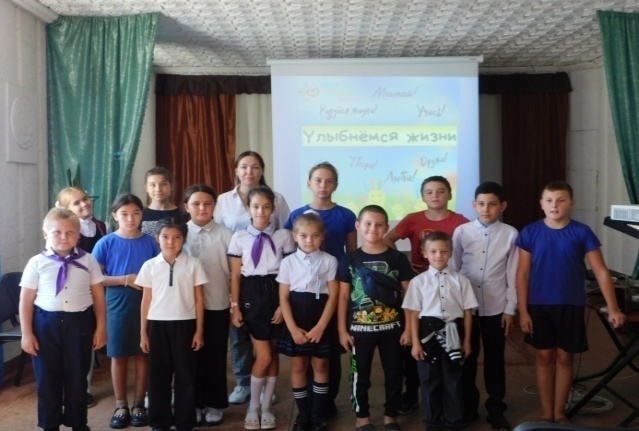 Мечтай!
Радуйся жизни! Учись!
Улыбнёмся жизни
Твори! Дружи!
Люби!
MINECRAFT